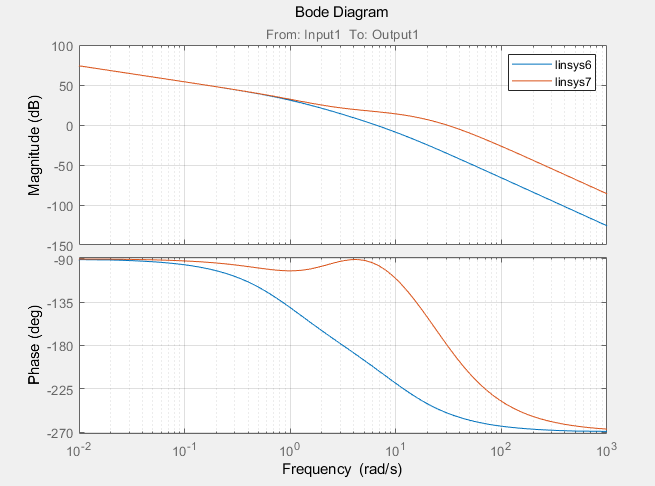 Bode Diagram
From: Input1 To: Output1
Magnitude (dB)
100
50
0
-50
-100
-150
linsys6
linsys7
Phase (deg)
-90
-135
-180
-225
-270
10^-2 10^-1 10^0 10^1 10^2 10^3
Frequency (rad/s)